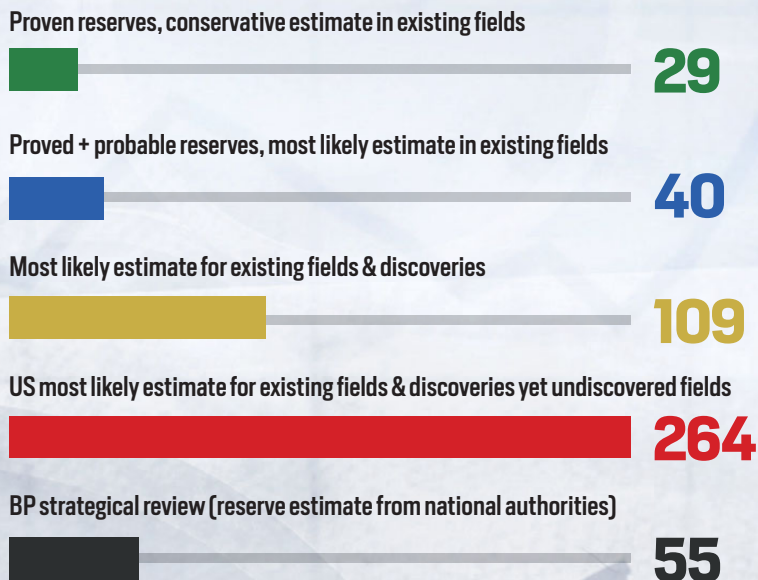 Proven reserves, conservative estimate in existing fields
29
Proved + probable reserves, most likely estimate in existing fields
40
Most likely estimate for existing fields & discoveries
109
US most likely estimate for existing fields & discoveries yet undiscovered fields
264
BP strategical review (reserve estimate from national authorities)
55